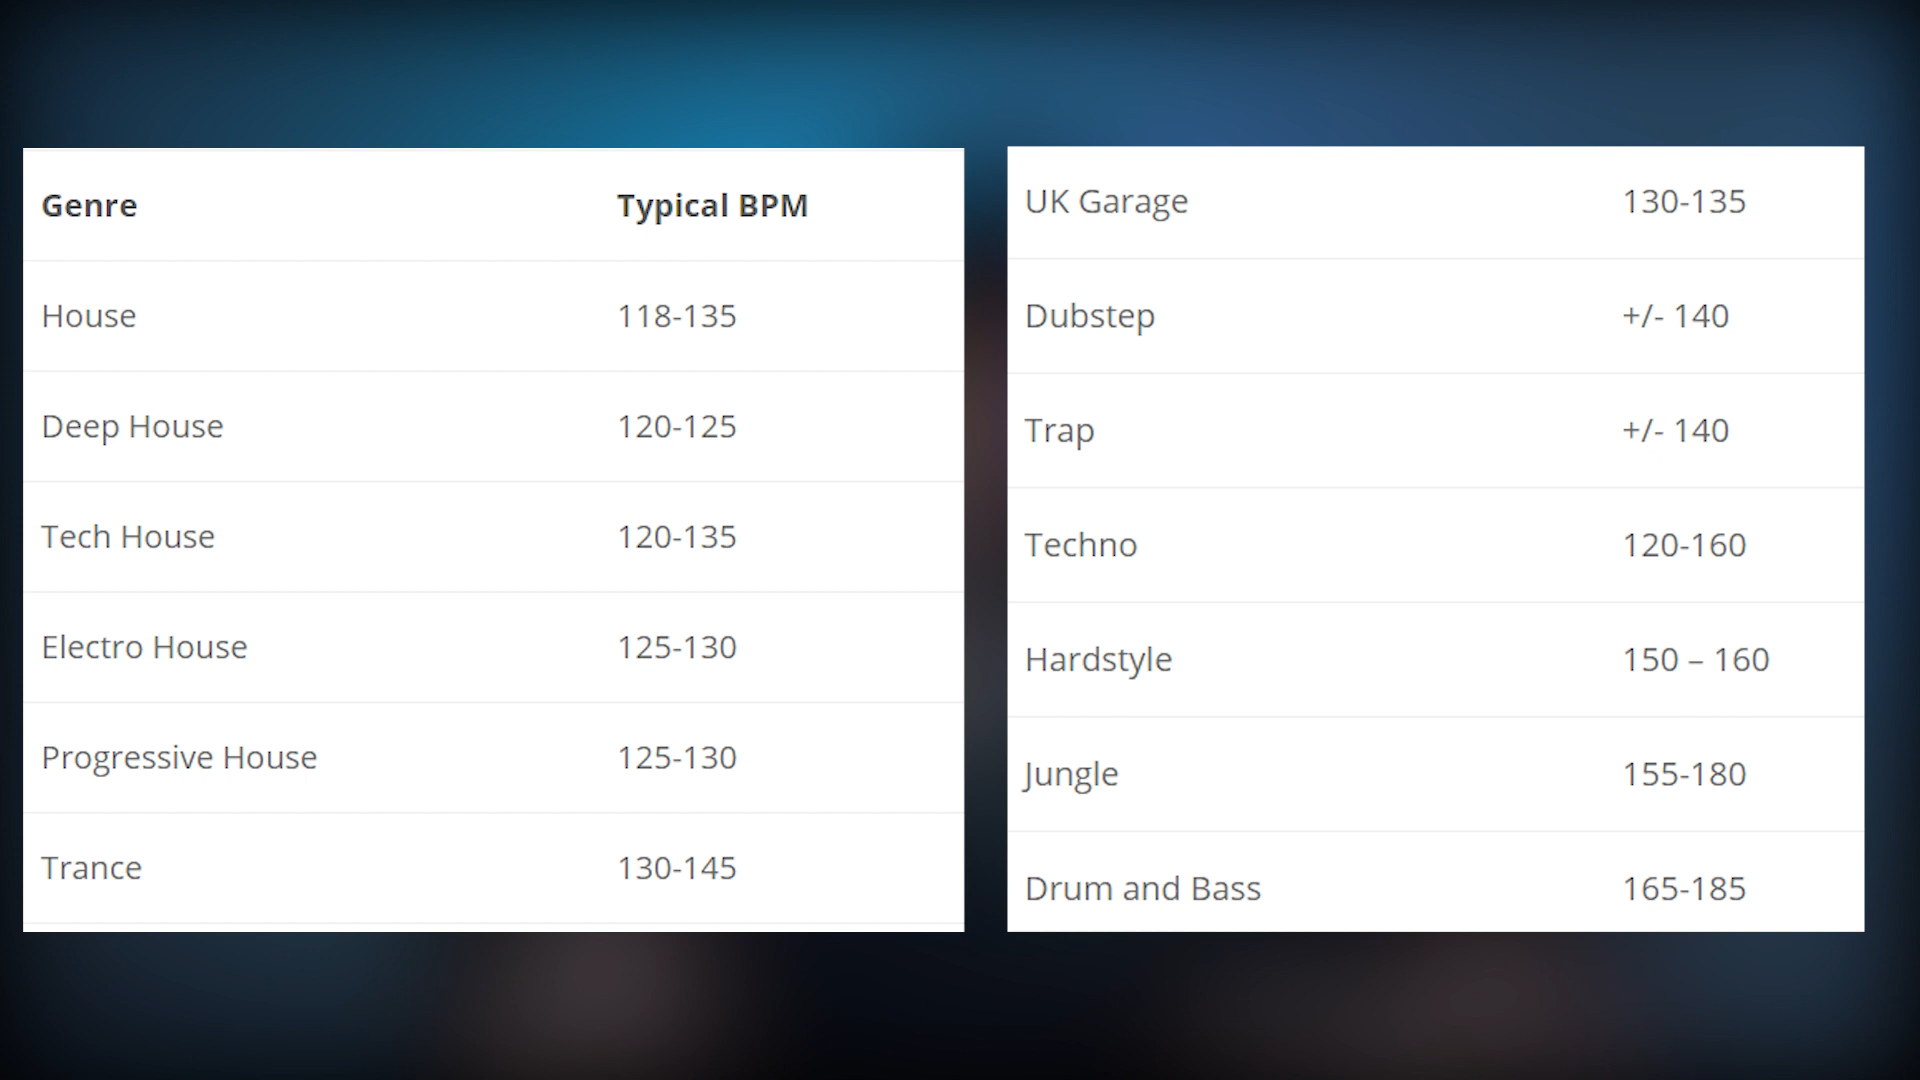 Genre Typical BPM
House 118-135
Deep House 120-125
Tech House 120-135
Electro House 125-130
Progressive House 125-130
Trance 130-145
UK Garage 130-135
Dubstep +/- 140
Trap +/- 140
Techno 120-160
Hardstyle 150 – 160
Jungle 155-180
Drum and Bass 165-185